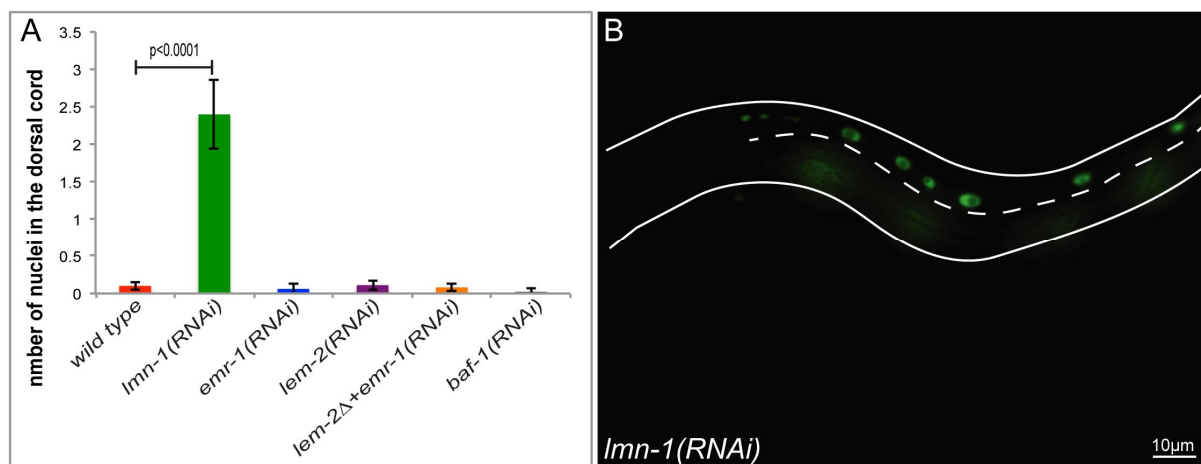 A
3.5
3
2.5
2
1.5
1
0.5
0
p<0.0001
nmber of nuclei in the dorsal cord
wild type
lmn-1(RNAi)
emr-1(RNAi)
lem-2(RNAi)
lem-2Δ+emr-1(RNAi)
baf-1(RNAi)
B
lmn-1(RNAi)
10µm